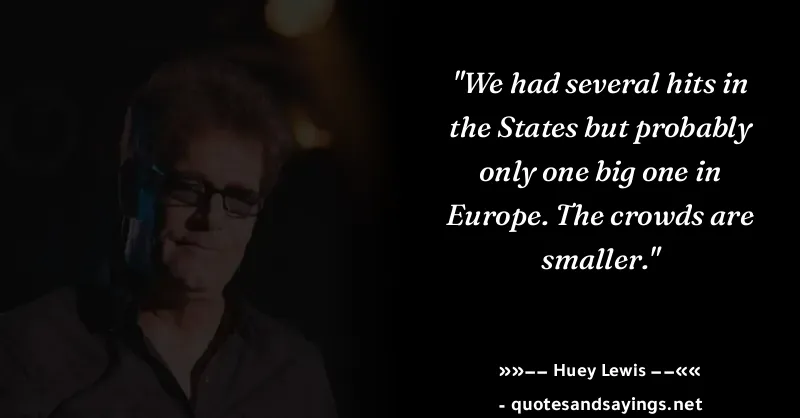 "We had several hits in
the States but probably
only one big one in
Europe. The crowds are
smaller."
»»−− Huey Lewis −−««
- quotesandsayings.net